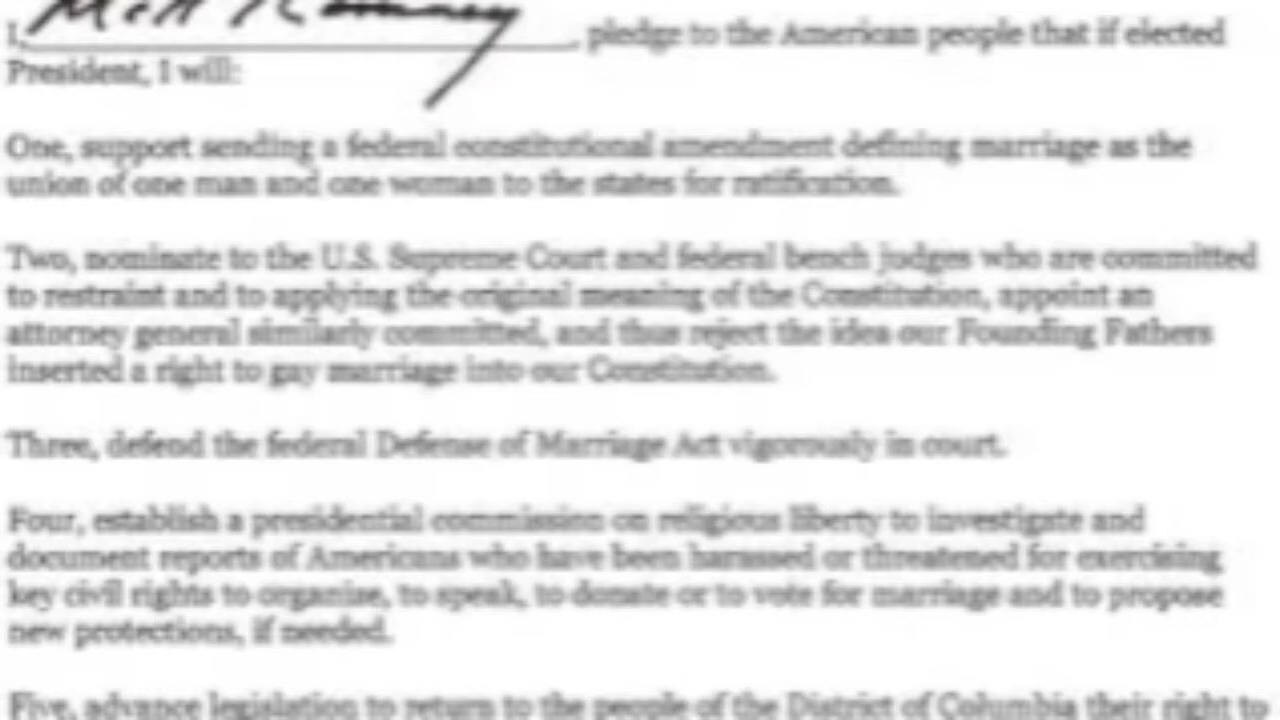 I, Mitt Romney, pledge to the American people that if elected
President, I will:
One, support sending a federal constitutional amendment defining marriage as the
union of one man and one woman to the states for ratification.
Two, nominate to the U.S. Supreme Court and federal bench judges who are committed
to restraint and to applying the original meaning of the Constitution, appoint an
attorney general similarly committed, and thus reject the idea our Founding Fathers
inserted a right to gay marriage into our Constitution.
Three, defend the federal Defense of Marriage Act vigorously in court.
Four, establish a presidential commission on religious liberty to investigate and
document reports of Americans who have been harassed or threatened for exercising
key civil rights to organize, to speak, to donate or to vote for marriage and to propose
new protections, if needed.
Five, advance legislation to return to the people of the District of Columbia their right to